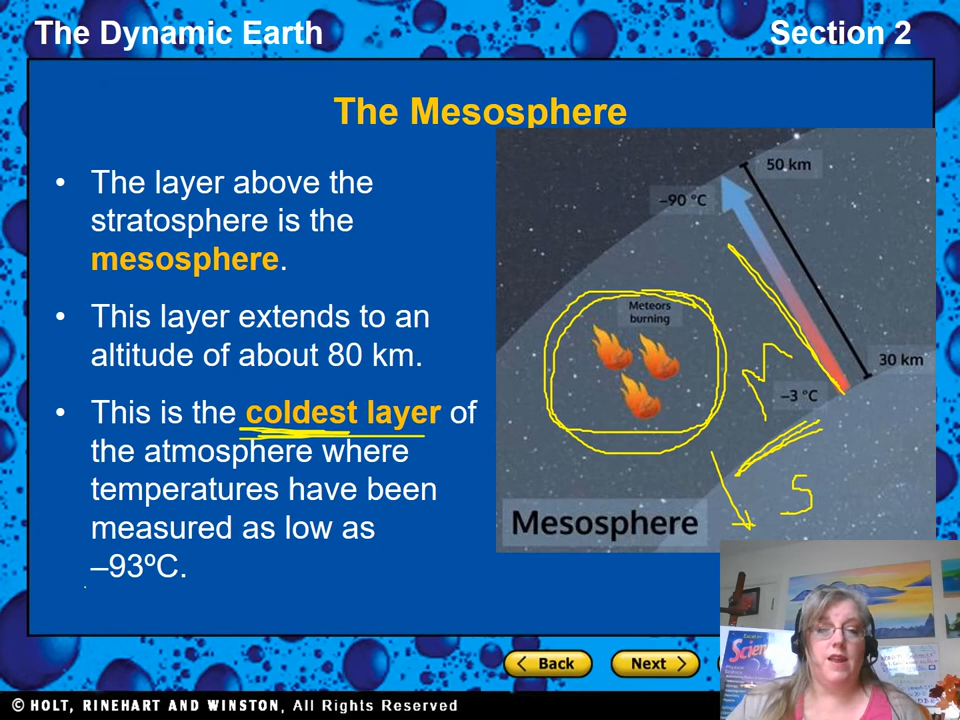 The Dynamic Earth
Section 2
The Mesosphere
• The layer above the
stratosphere is the
mesosphere.
• This layer extends to an
altitude of about 80 km.
• This is the coldest layer of
the atmosphere where
temperatures have been
measured as low as
–93ºC.
50 km
–90 °C
Meteors
burning
30 km
–3 °C
M
S
Mesosphere
Science
< Back
Next >
© HOLT, RINEHART AND WINSTON, All Rights Reserved